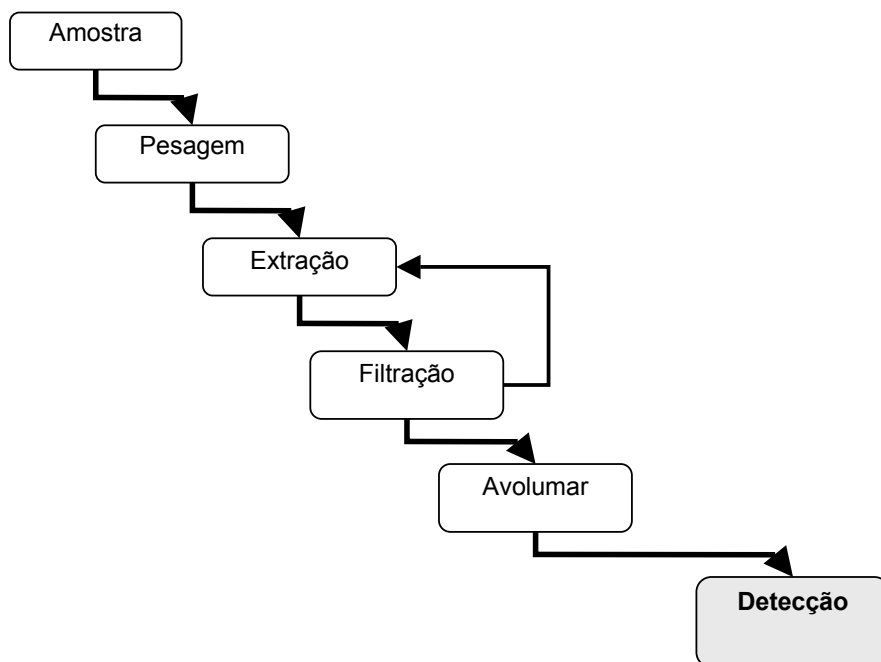 Amostra
Pesagem
Extração
Filtração
Avolumar
Detecção